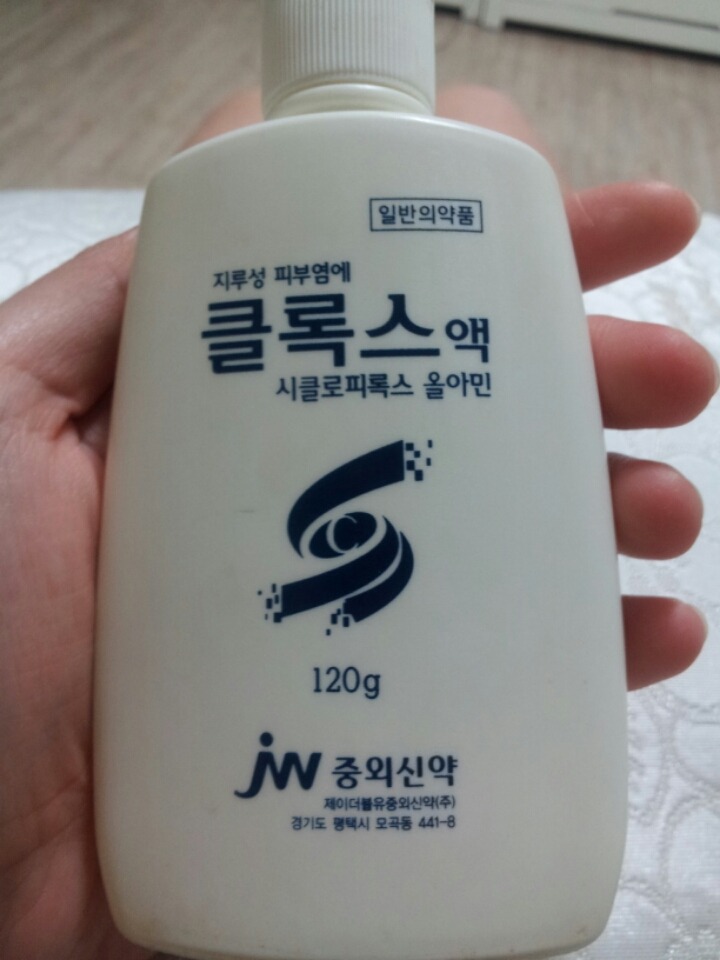 일반의약품
지루성 피부염에
클록스액
시클로피록스 올아민
C
120g
jw 중외신약
제이더블유중외신약(주)
경기도 평택시 모곡동 441-8